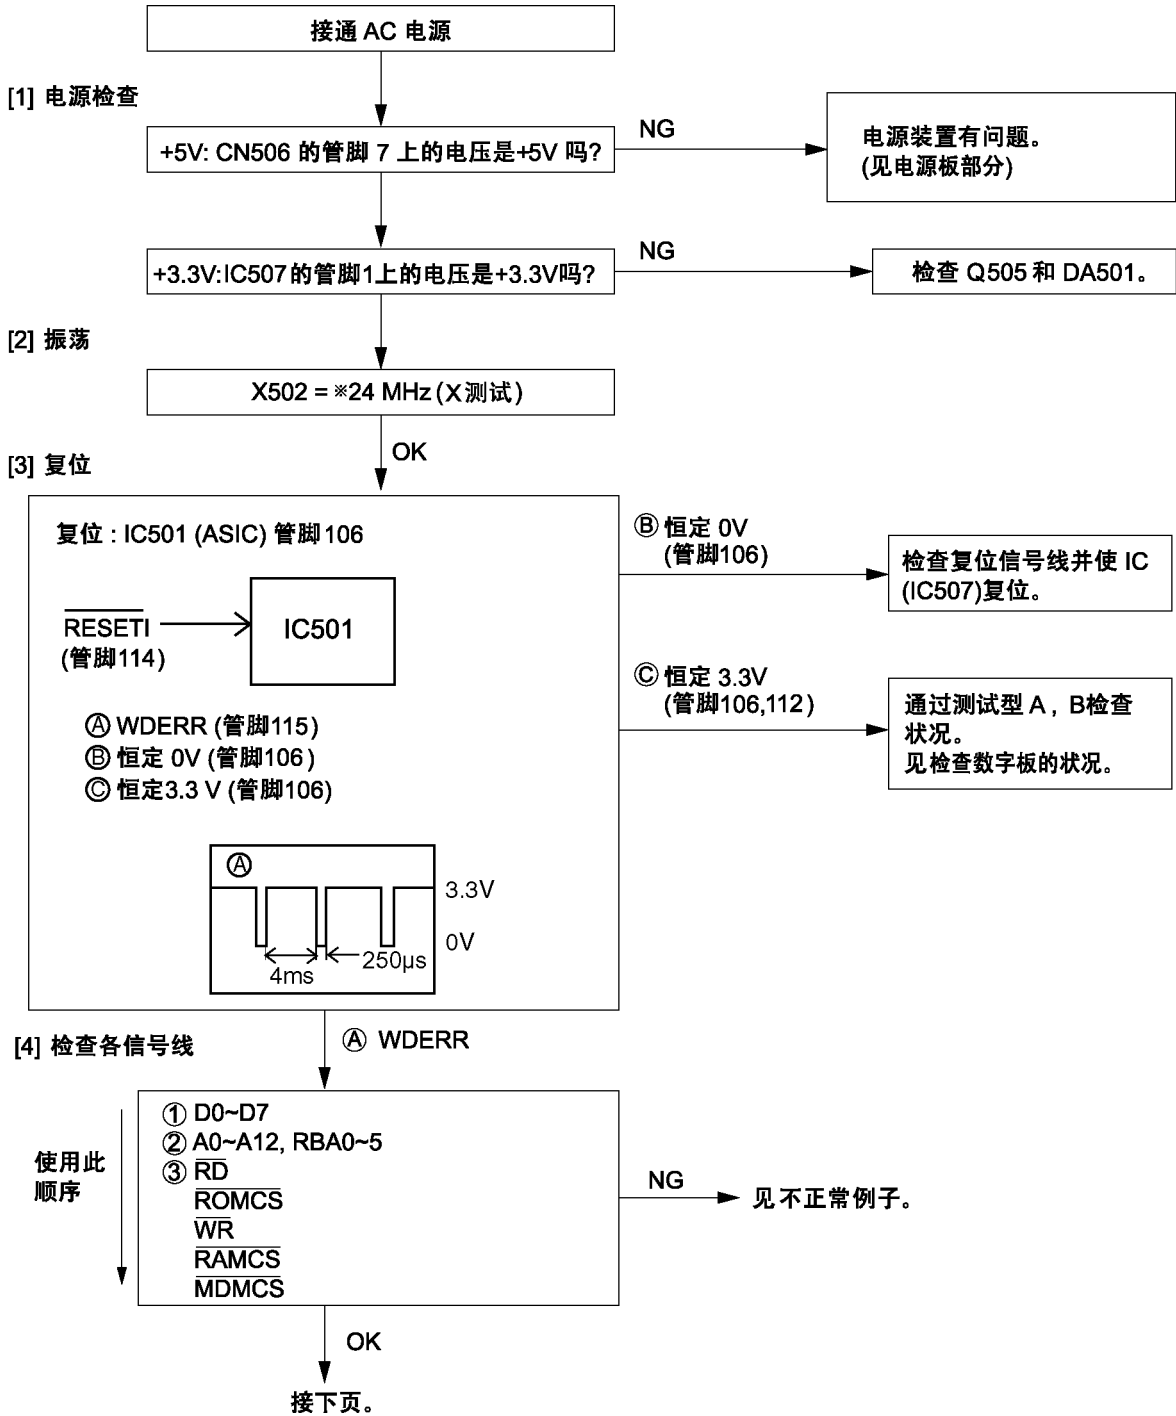 接通 AC 电源
[1] 电源检查
+5V: CN506 的管脚 7 上的电压是+5V 吗?
NG
电源装置有问题。
(见电源板部分)
+3.3V:IC507的管脚1上的电压是+3.3V吗?
NG
检查 Q505 和 DA501。
[2] 振荡
X502 = ※24 MHz (X测试)
OK
[3] 复位
复位 : IC501 (ASIC) 管脚106
RESETI
(管脚114)
IC501
Ⓐ WDERR (管脚115)
Ⓑ 恒定 0V (管脚106)
Ⓒ 恒定3.3 V (管脚106)
Ⓐ
3.3V
0V
4ms
250µs
Ⓑ 恒定 0V
(管脚106)
检查复位信号线并使 IC
(IC507)复位。
Ⓒ 恒定 3.3V
(管脚106,112)
通过测试型 A , B检查
状况。
见检查数字板的状况。
Ⓐ WDERR
[4] 检查各信号线
使用此
顺序
① D0~D7
② A0~A12, RBA0~5
③ RD
ROMCS
WR
RAMCS
MDMCS
NG
见不正常例子。
OK
接下页。